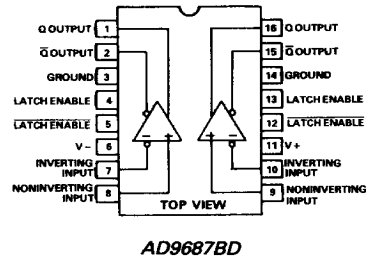 Q OUTPUT 1 16 Q OUTPUT
Q̅ OUTPUT 2 15 Q̅ OUTPUT
GROUND 3 14 GROUND
LATCH ENABLE 4 13 LATCH ENABLE
L̅A̅T̅C̅H̅ ̅E̅N̅A̅B̅L̅E̅ 5 12 L̅A̅T̅C̅H̅ ̅E̅N̅A̅B̅L̅E̅
V − 6 11 V +
INVERTING
INPUT 7 10 INVERTING
INPUT
NONINVERTING
INPUT 8 9 NONINVERTING
INPUT
− + − +
TOP VIEW
AD9687BD